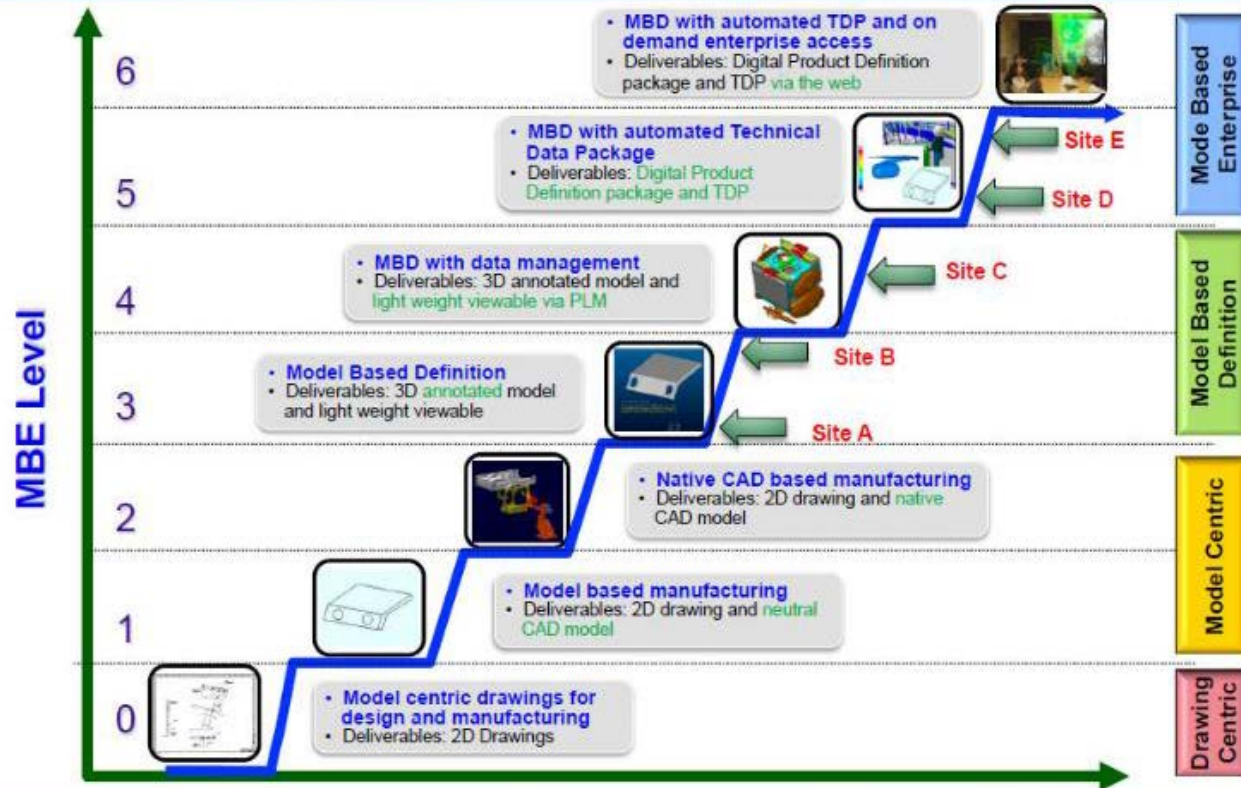 MBE Level
6
• MBD with automated TDP and on
demand enterprise access
• Deliverables: Digital Product Definition
package and TDP via the web
Mode Based
Enterprise
5
• MBD with automated Technical
Data Package
• Deliverables: Digital Product
Definition package and TDP
Site E
Site D
4
• MBD with data management
• Deliverables: 3D annotated model and
light weight viewable via PLM
Site C
Model Based
Definition
3
• Model Based Definition
• Deliverables: 3D annotated model
and light weight viewable
Site B
Site A
2
• Native CAD based manufacturing
• Deliverables: 2D drawing and native
CAD model
Model Centric
1
• Model based manufacturing
• Deliverables: 2D drawing and neutral
CAD model
0
• Model centric drawings for
design and manufacturing
• Deliverables: 2D Drawings
Drawing
Centric